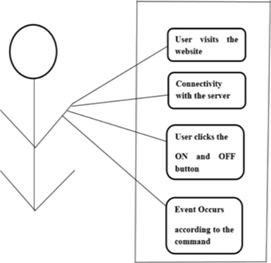 User visits the
website
Connectivity
with the server
User clicks the
ON and OFF
button
Event Occurs
according to the
command